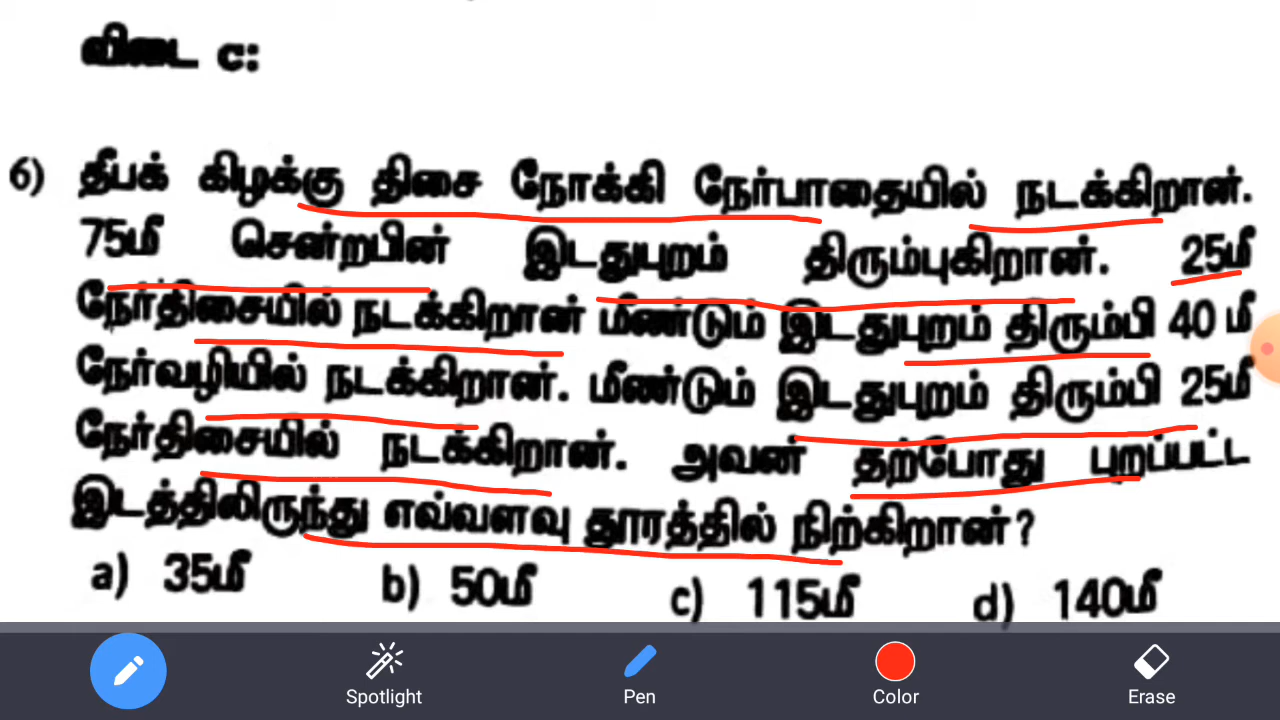 விடை c:
6) தீபக் கிழக்கு திசை நோக்கி நேர்பாதையில் நடக்கிறான்.
75மீ சென்றபின் இடதுபுறம் திரும்புகிறான். 25மீ
நேர்திசையில் நடக்கிறான் மீண்டும் இடதுபுறம் திரும்பி 40 மீ
நேர்வழியில் நடக்கிறான். மீண்டும் இடதுபுறம் திரும்பி 25மீ
நேர்திசையில் நடக்கிறான். அவன் தற்போது புறப்பட்ட
இடத்திலிருந்து எவ்வளவு தூரத்தில் நிற்கிறான்?
a) 35மீ b) 50மீ c) 115மீ d) 140மீ
Spotlight Pen Color Erase